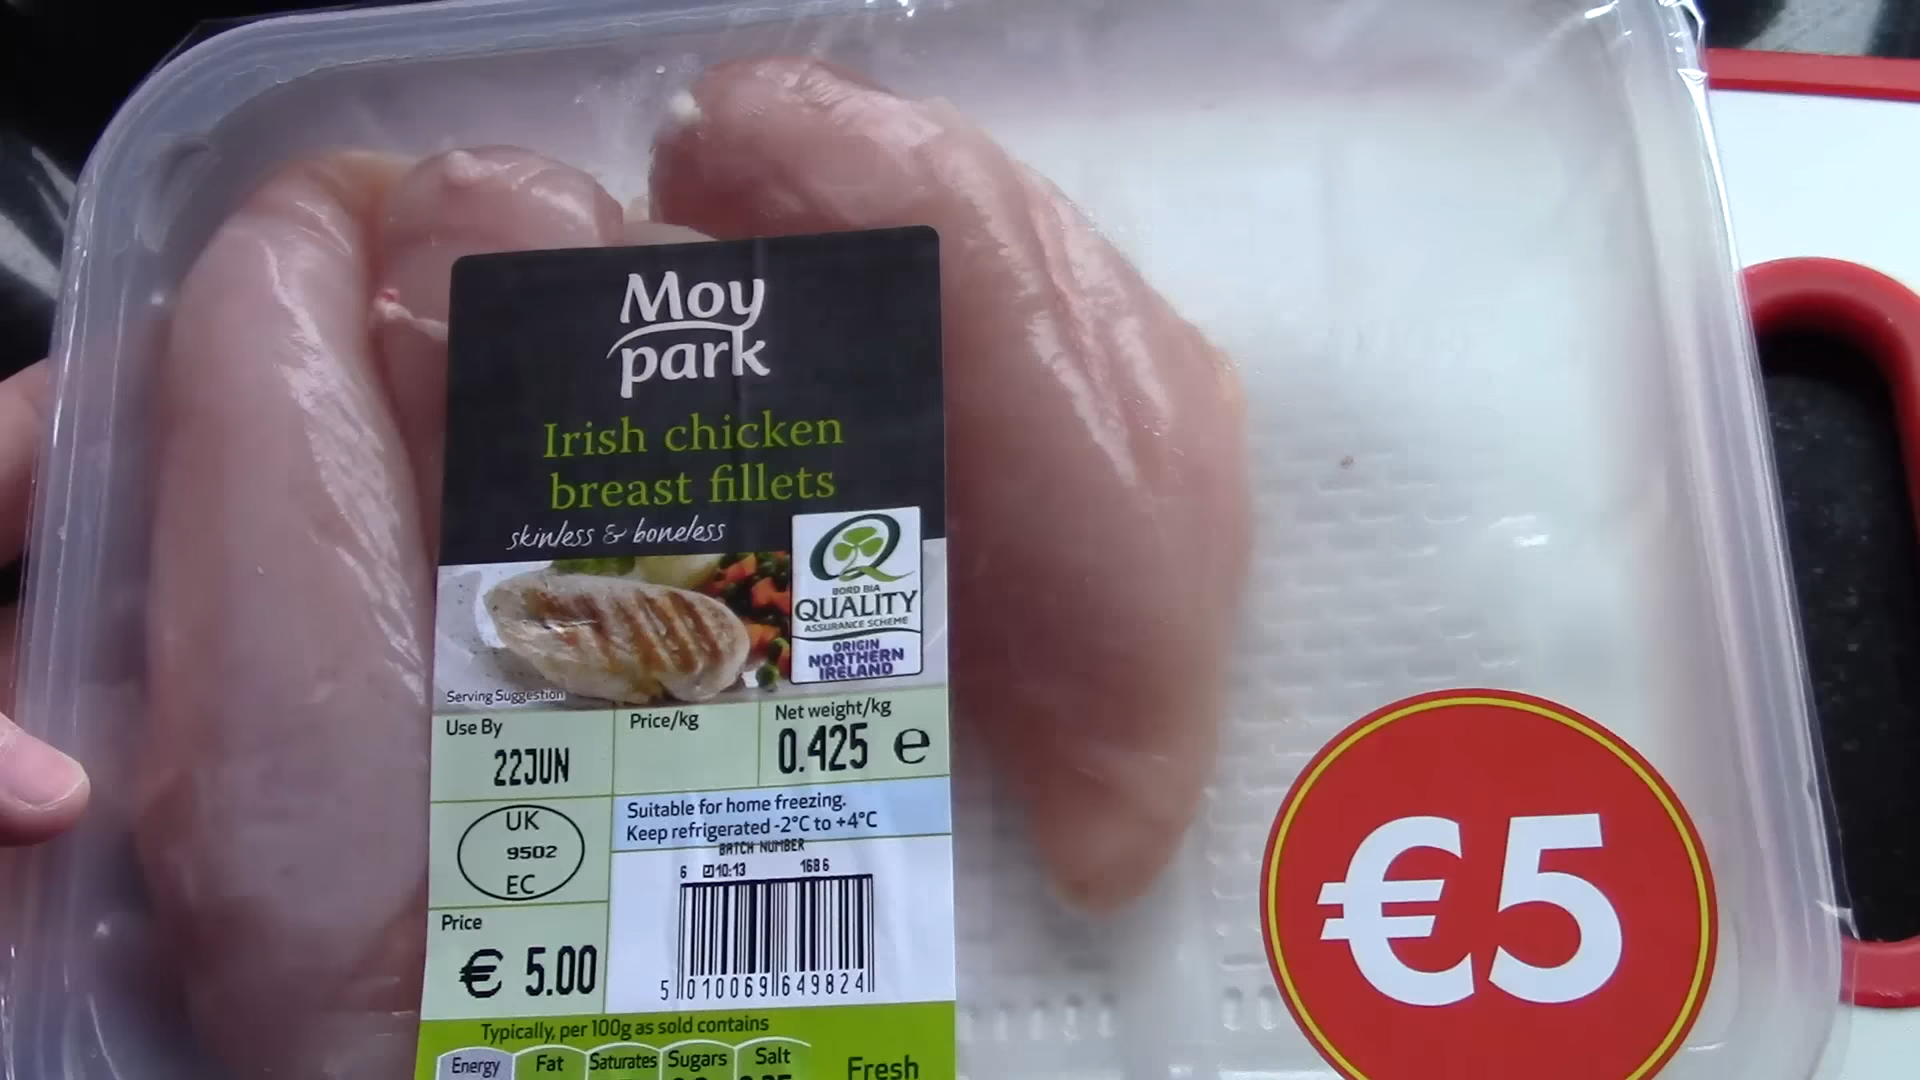 Moy
park
Irish chicken
breast fillets
skinless & boneless
BORD BIA
QUALITY
ASSURANCE SCHEME
ORIGIN
NORTHERN
IRELAND
Serving Suggestion
Use By
22JUN
Price/kg
Net weight/kg
0.425 e
UK
9502
EC
Suitable for home freezing.
Keep refrigerated -2°C to +4°C
BATCH NUMBER
6 10:13 1686
Price
€ 5.00
5 010069 649824
€5
Typically, per 100g as sold contains
Energy Fat Saturates Sugars Salt
Fresh